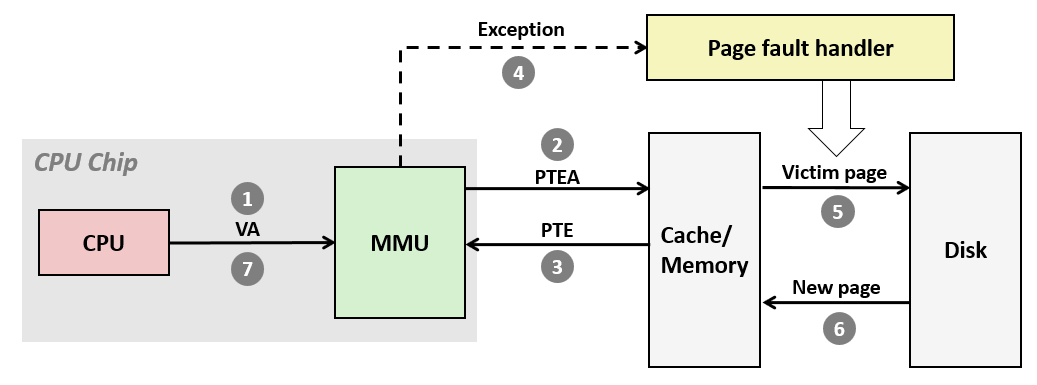 Exception
4
Page fault handler
CPU Chip
2
PTEA
Victim page
5
1
VA
7
CPU
MMU
PTE
3
Cache/
Memory
Disk
New page
6